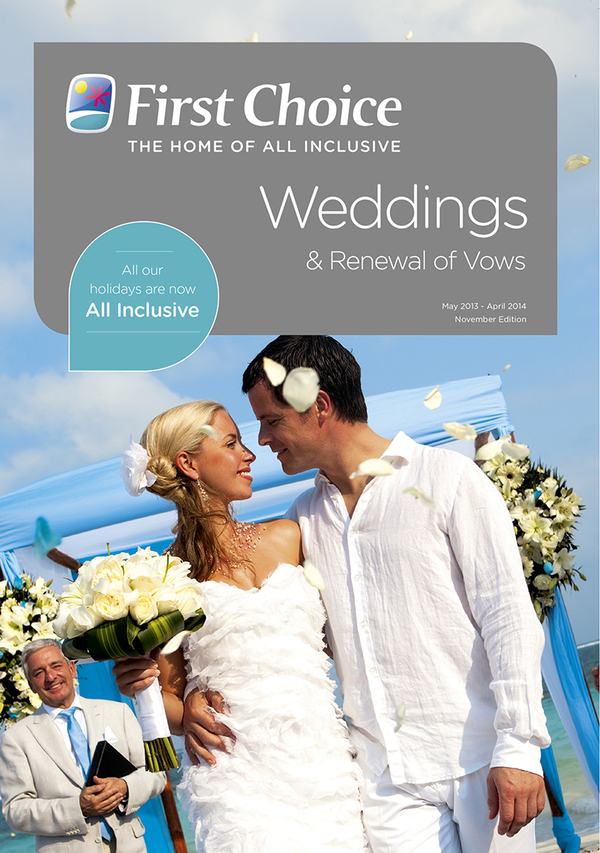 First Choice
THE HOME OF ALL INCLUSIVE
Weddings
& Renewal of Vows
All our
holidays are now
All Inclusive
May 2013 - April 2014
November Edition